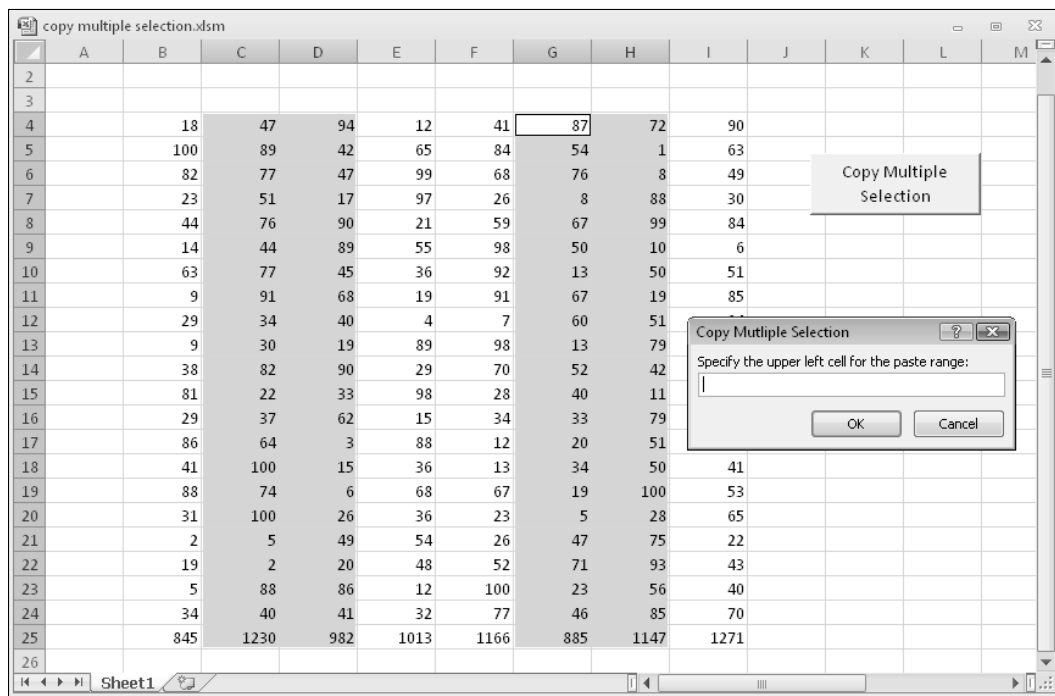 copy multiple selection.xlsm
A B C D E F G H I J K L M
2
3
4 18 47 94 12 41 87 72 90
5 100 89 42 65 84 54 1 63
6 82 77 47 99 68 76 8 49
7 23 51 17 97 26 8 88 30
8 44 76 90 21 59 67 99 84
9 14 44 89 55 98 50 10 6
10 63 77 45 36 92 13 50 51
11 9 91 68 19 91 67 19 85
12 29 34 40 4 7 60 51
13 9 30 19 89 98 13 79
14 38 82 90 29 70 52 42
15 81 22 33 98 28 40 11
16 29 37 62 15 34 33 79
17 86 64 3 88 12 20 51
18 41 100 15 36 13 34 50 41
19 88 74 6 68 67 19 100 53
20 31 100 26 36 23 5 28 65
21 2 5 49 54 26 47 75 22
22 19 2 20 48 52 71 93 43
23 5 88 86 12 100 23 56 40
24 34 40 41 32 77 46 85 70
25 845 1230 982 1013 1166 885 1147 1271
26
Copy Multiple
Selection
Copy Mutliple Selection
Specify the upper left cell for the paste range:
OK Cancel
Sheet1